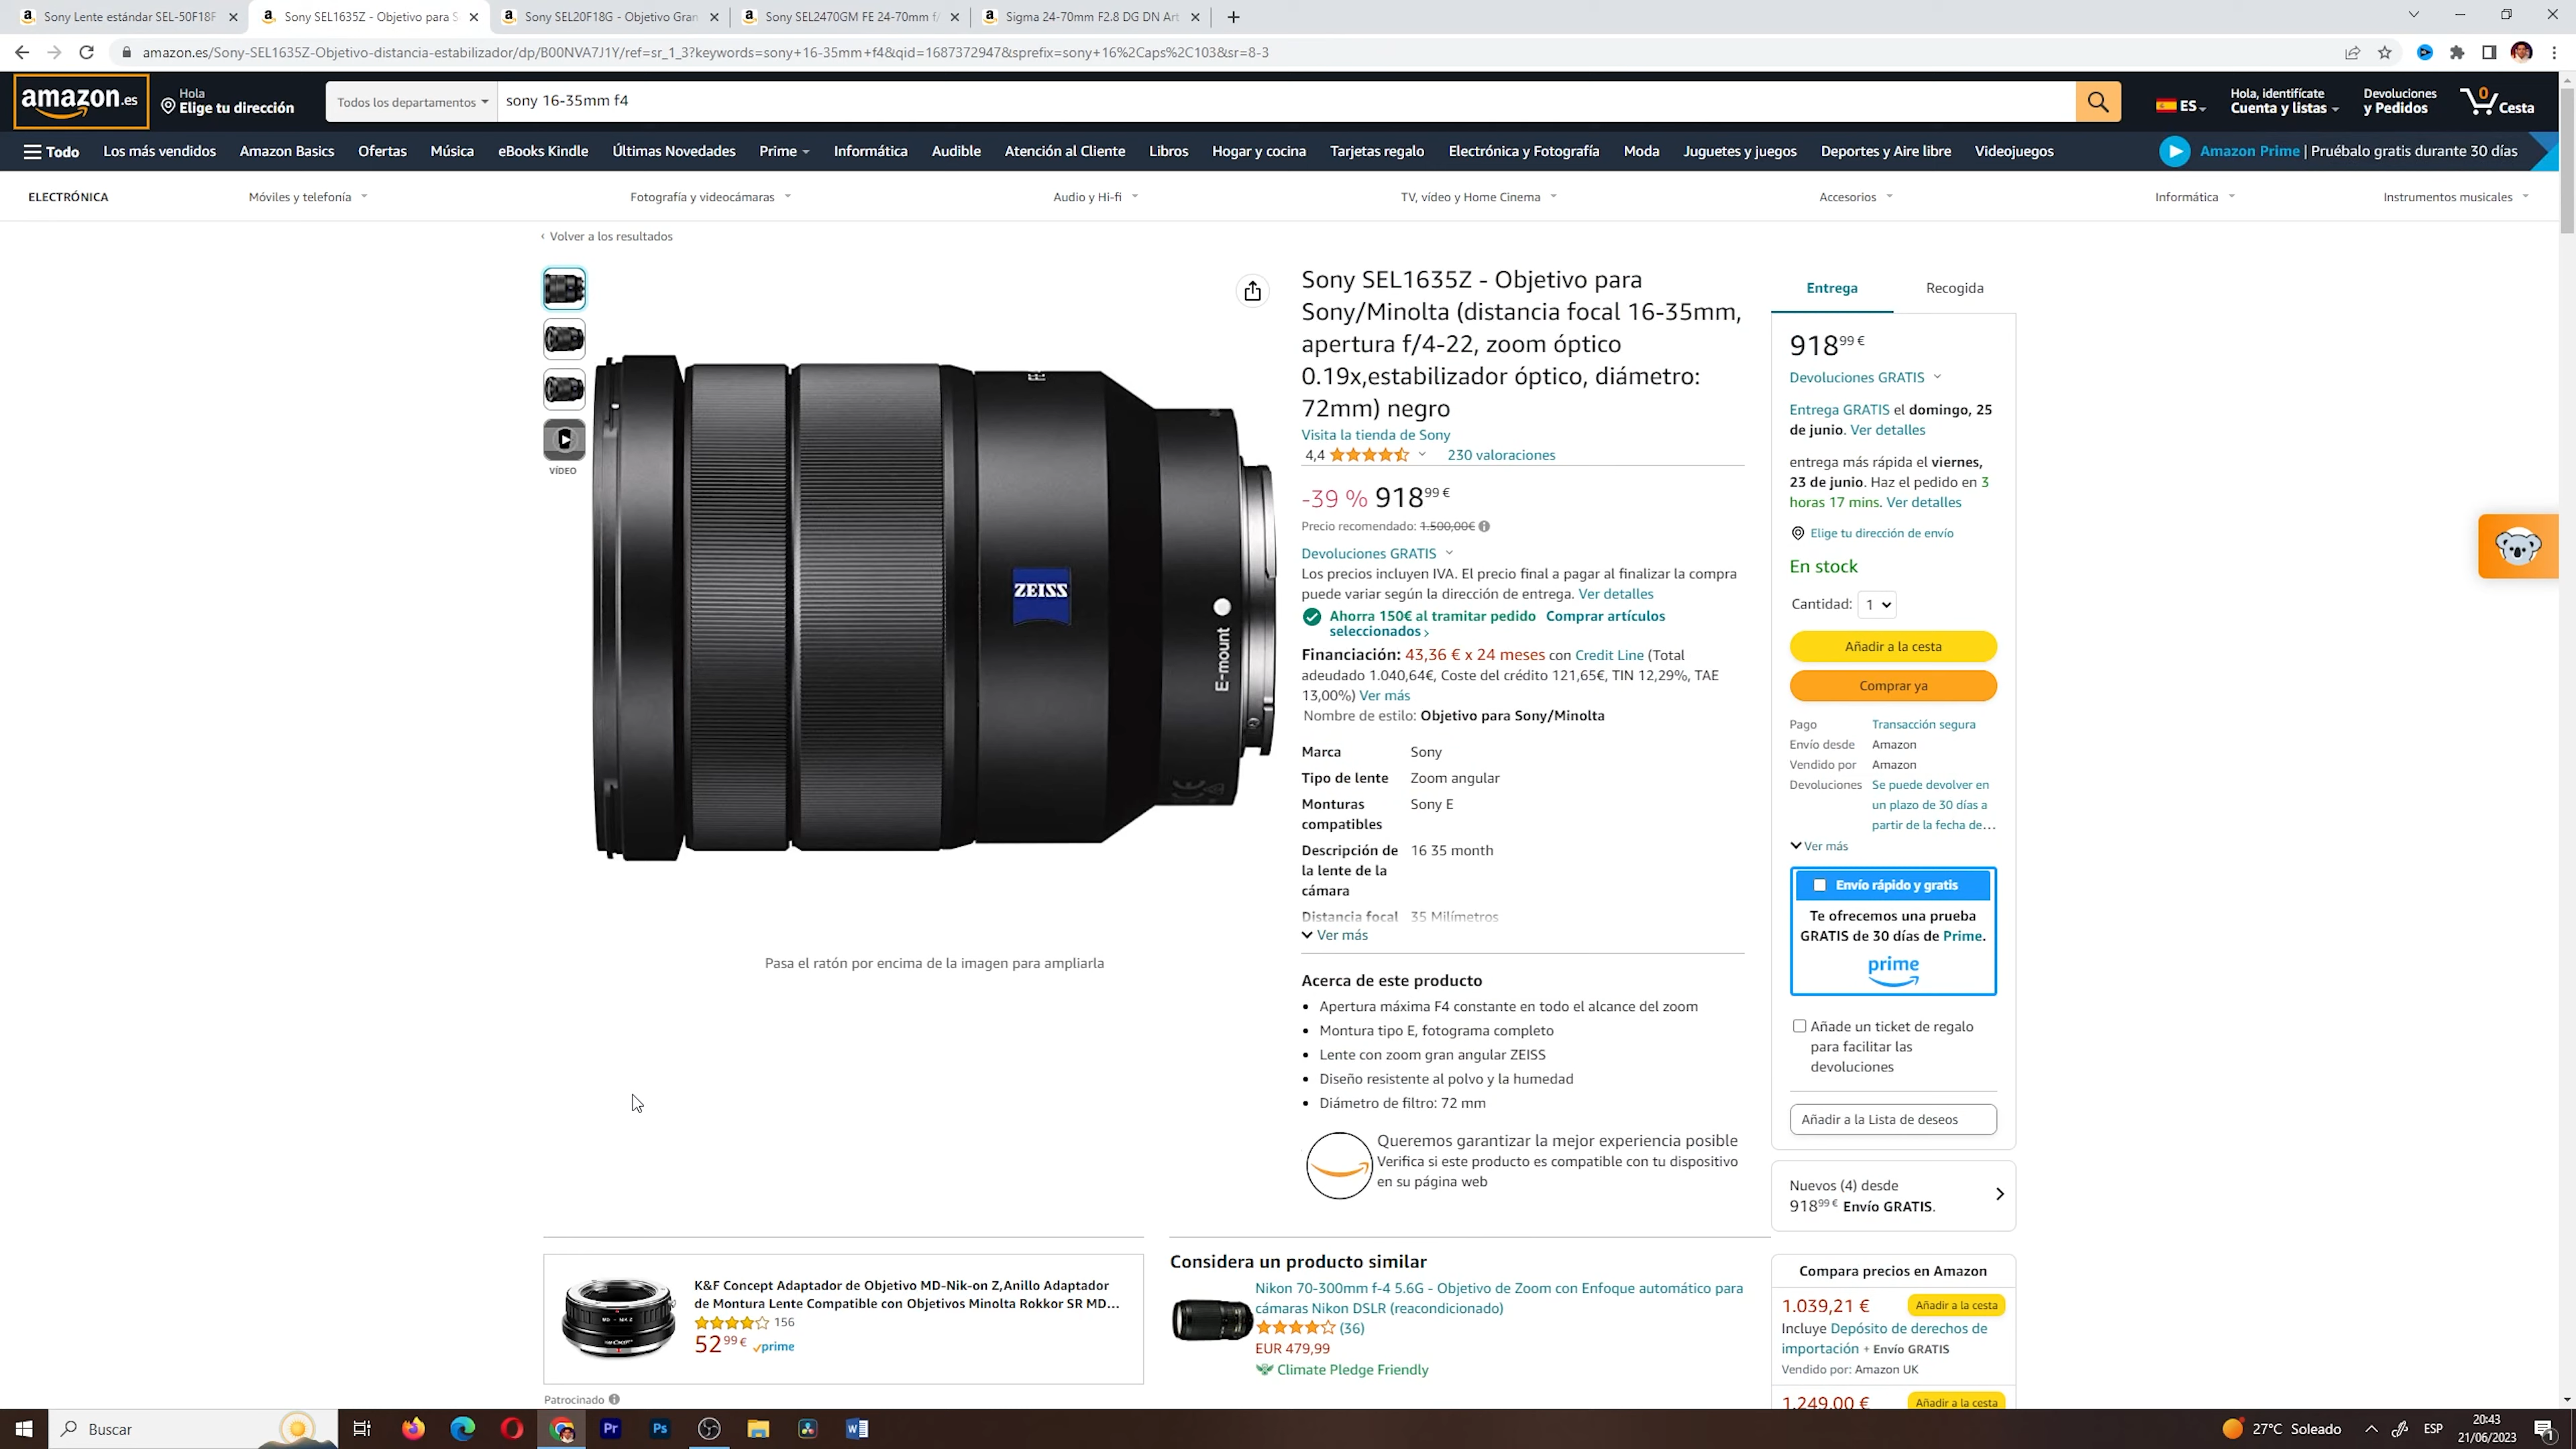 Sony Lente estándar SEL-50F18F
Sony SEL1635Z - Objetivo para S
Sony SEL20F18G - Objetivo Gran
Sony SEL2470GM FE 24-70mm f/
Sigma 24-70mm F2.8 DG DN Art
amazon.es/Sony-SEL1635Z-Objetivo-distancia-estabilizador/dp/B00NVA7J1Y/ref=sr_1_3?keywords=sony+16-35mm+f4&qid=1687372947&sprefix=sony+16%2Caps%2C103&sr=8-3
amazon.es
Hola
Elige tu dirección
Todos los departamentos
sony 16-35mm f4
ES
Hola, identifícate
Cuenta y listas
Devoluciones
y Pedidos
0
Cesta
Todo Los más vendidos Amazon Basics Ofertas Música eBooks Kindle Últimas Novedades Prime Informática Audible Atención al Cliente Libros Hogar y cocina Tarjetas regalo Electrónica y Fotografía Moda Juguetes y juegos Deportes y Aire libre Videojuegos
Amazon Prime | Pruébalo gratis durante 30 días
ELECTRÓNICA Móviles y telefonía Fotografía y videocámaras Audio y Hi-fi TV, vídeo y Home Cinema Accesorios Informática Instrumentos musicales
‹ Volver a los resultados
VÍDEO
ZEISS
E-mount
Pasa el ratón por encima de la imagen para ampliarla
Sony SEL1635Z - Objetivo para
Sony/Minolta (distancia focal 16-35mm,
apertura f/4-22, zoom óptico
0.19x,estabilizador óptico, diámetro:
72mm) negro
Visita la tienda de Sony
4,4 230 valoraciones
-39 % 918,99 €
Precio recomendado: 1.500,00€
Devoluciones GRATIS
Los precios incluyen IVA. El precio final a pagar al finalizar la compra
puede variar según la dirección de entrega. Ver detalles
Ahorra 150€ al tramitar pedido Comprar artículos
seleccionados ›
Financiación: 43,36 € x 24 meses con Credit Line (Total
adeudado 1.040,64€, Coste del crédito 121,65€, TIN 12,29%, TAE
13,00%) Ver más
Nombre de estilo: Objetivo para Sony/Minolta
Marca Sony
Tipo de lente Zoom angular
Monturas Sony E
compatibles
Descripción de 16 35 month
la lente de la
cámara
Distancia focal 35 Milímetros
Ver más
Acerca de este producto
• Apertura máxima F4 constante en todo el alcance del zoom
• Montura tipo E, fotograma completo
• Lente con zoom gran angular ZEISS
• Diseño resistente al polvo y la humedad
• Diámetro de filtro: 72 mm
Queremos garantizar la mejor experiencia posible
Verifica si este producto es compatible con tu dispositivo
en su página web
Entrega Recogida
918 99 €
Devoluciones GRATIS
Entrega GRATIS el domingo, 25
de junio. Ver detalles
entrega más rápida el viernes,
23 de junio. Haz el pedido en 3
horas 17 mins. Ver detalles
Elige tu dirección de envío
En stock
Cantidad: 1
Añadir a la cesta
Comprar ya
Pago Transacción segura
Envío desde Amazon
Vendido por Amazon
Devoluciones Se puede devolver en
un plazo de 30 días a
partir de la fecha de…
Ver más
Envío rápido y gratis
Te ofrecemos una prueba
GRATIS de 30 días de Prime.
prime
Añade un ticket de regalo
para facilitar las
devoluciones
Añadir a la Lista de deseos
Nuevos (4) desde
918 99 € Envío GRATIS.
K&F Concept Adaptador de Objetivo MD-Nik-on Z,Anillo Adaptador
de Montura Lente Compatible con Objetivos Minolta Rokkor SR MD...
156
52 99 € prime
Patrocinado
Considera un producto similar
Nikon 70-300mm f-4 5.6G - Objetivo de Zoom con Enfoque automático para
cámaras Nikon DSLR (reacondicionado)
(36)
EUR 479,99
Climate Pledge Friendly
Compara precios en Amazon
1.039,21 € Añadir a la cesta
Incluye Depósito de derechos de
importación + Envío GRATIS
Vendido por: Amazon UK
1.249,00 € Añadir a la cesta
Buscar
Pr
Ps
27°C Soleado
ESP
20:43
21/06/2023
1